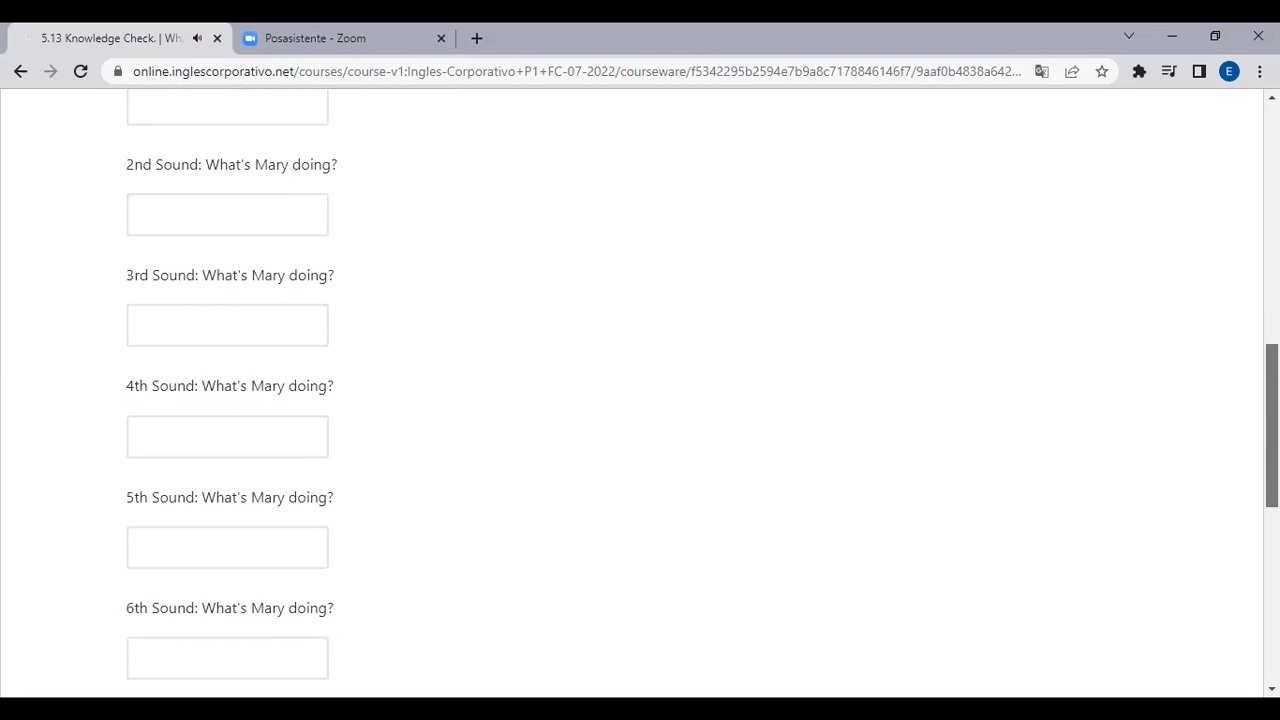 5.13 Knowledge Check. | Wh
Posasistente - Zoom
online.inglescorporativo.net/courses/course-v1:Ingles-Corporativo+P1+FC-07-2022/courseware/f5342295b2594e7b9a8c7178846146f7/9aaf0b4838a642...
E
2nd Sound: What's Mary doing?
3rd Sound: What's Mary doing?
4th Sound: What's Mary doing?
5th Sound: What's Mary doing?
6th Sound: What's Mary doing?